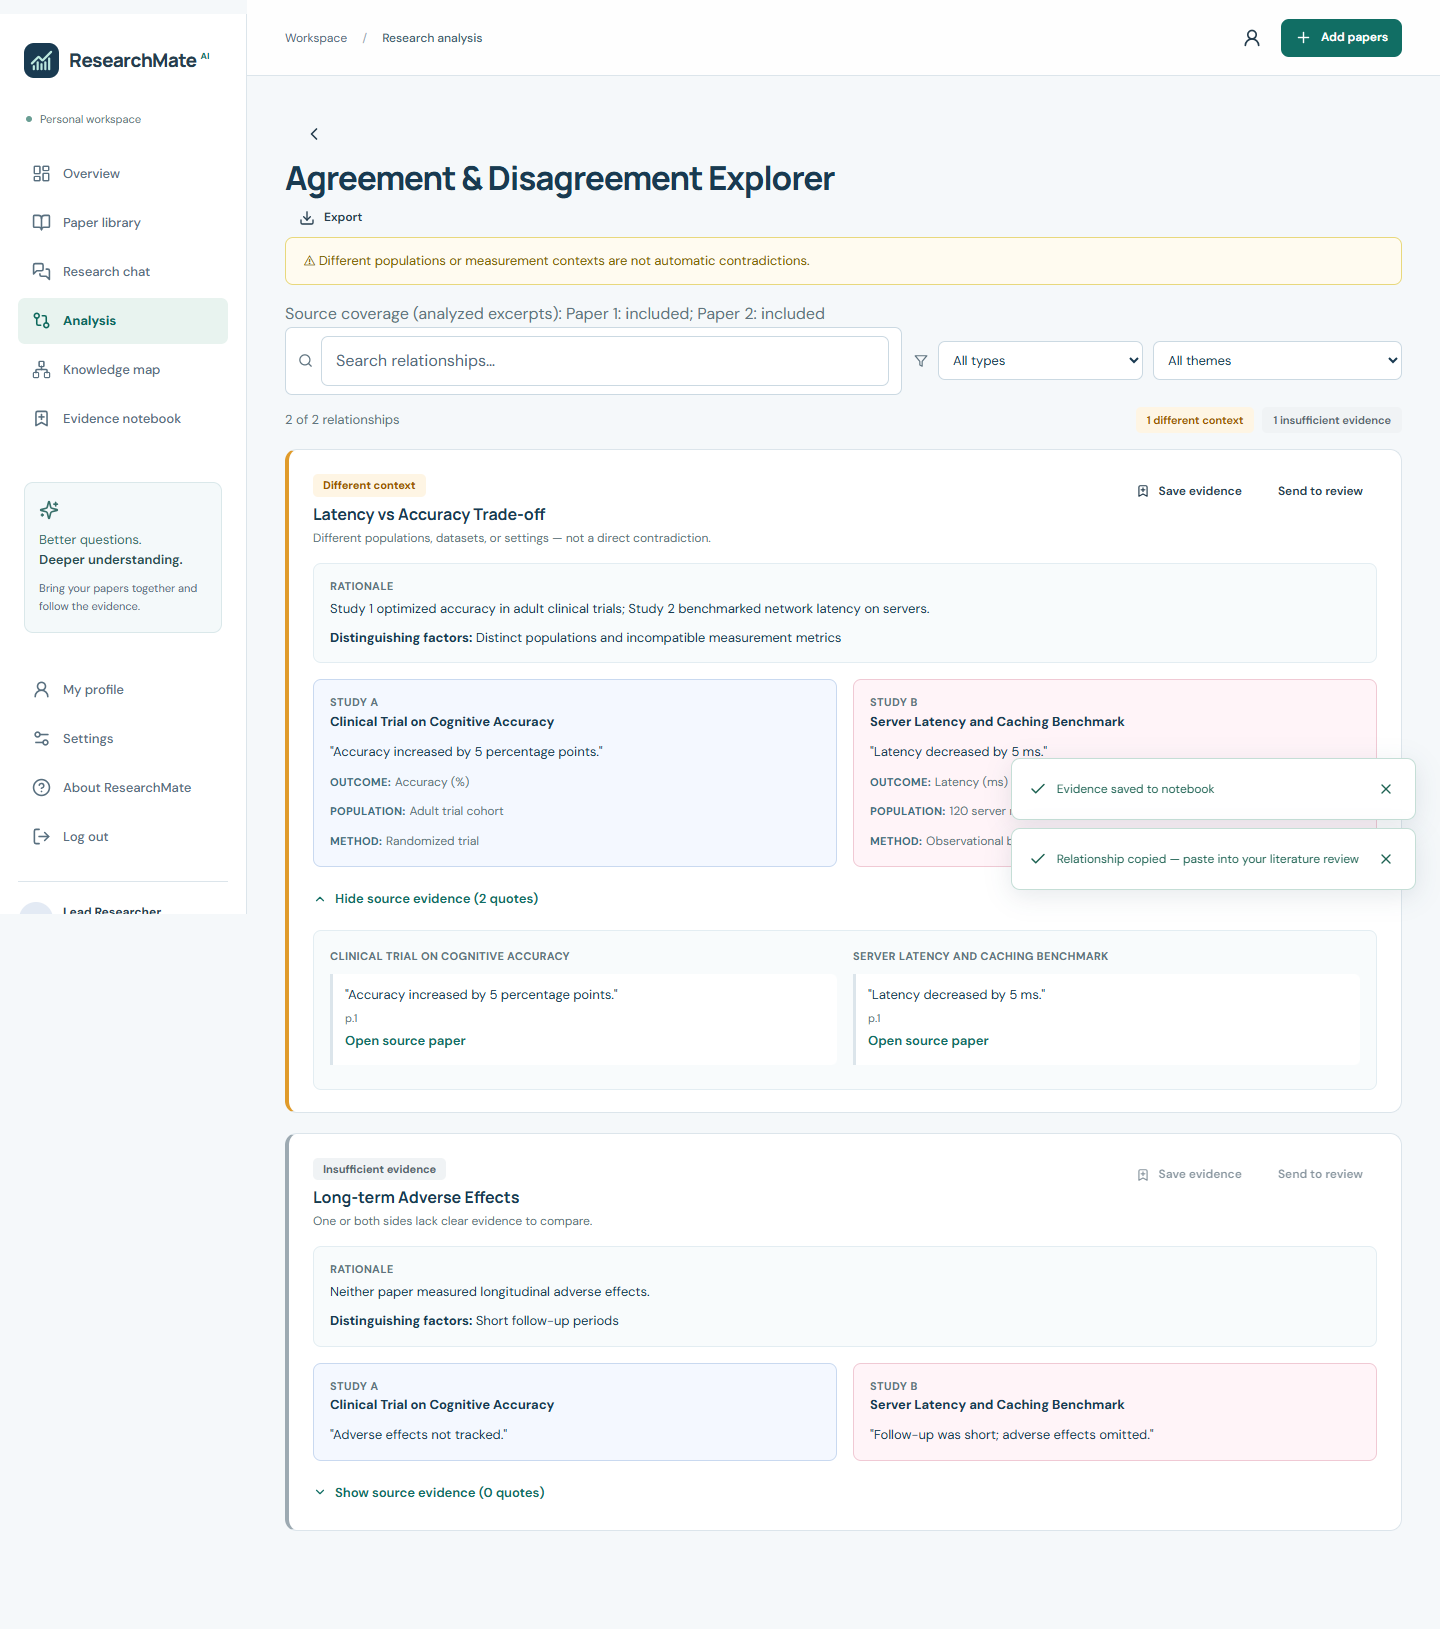 ResearchMate AI
Personal workspace
Overview
Paper library
Research chat
Analysis
Knowledge map
Evidence notebook
Better questions.
Deeper understanding.
Bring your papers together and
follow the evidence.
My profile
Settings
About ResearchMate
Log out
Lead Researcher
Workspace / Research analysis
Add papers
Agreement & Disagreement Explorer
Export
⚠ Different populations or measurement contexts are not automatic contradictions.
Source coverage (analyzed excerpts): Paper 1: included; Paper 2: included
Search relationships...
All types
All themes
2 of 2 relationships
1 different context
1 insufficient evidence
Different context
Save evidence
Send to review
Latency vs Accuracy Trade-off
Different populations, datasets, or settings — not a direct contradiction.
RATIONALE
Study 1 optimized accuracy in adult clinical trials; Study 2 benchmarked network latency on servers.
Distinguishing factors: Distinct populations and incompatible measurement metrics
STUDY A
Clinical Trial on Cognitive Accuracy
"Accuracy increased by 5 percentage points."
OUTCOME: Accuracy (%)
POPULATION: Adult trial cohort
METHOD: Randomized trial
STUDY B
Server Latency and Caching Benchmark
"Latency decreased by 5 ms."
OUTCOME: Latency (ms)
POPULATION: 120 server
METHOD: Observational
Evidence saved to notebook
Relationship copied — paste into your literature review
Hide source evidence (2 quotes)
CLINICAL TRIAL ON COGNITIVE ACCURACY
"Accuracy increased by 5 percentage points."
p.1
Open source paper
SERVER LATENCY AND CACHING BENCHMARK
"Latency decreased by 5 ms."
p.1
Open source paper
Insufficient evidence
Save evidence
Send to review
Long-term Adverse Effects
One or both sides lack clear evidence to compare.
RATIONALE
Neither paper measured longitudinal adverse effects.
Distinguishing factors: Short follow-up periods
STUDY A
Clinical Trial on Cognitive Accuracy
"Adverse effects not tracked."
STUDY B
Server Latency and Caching Benchmark
"Follow-up was short; adverse effects omitted."
Show source evidence (0 quotes)